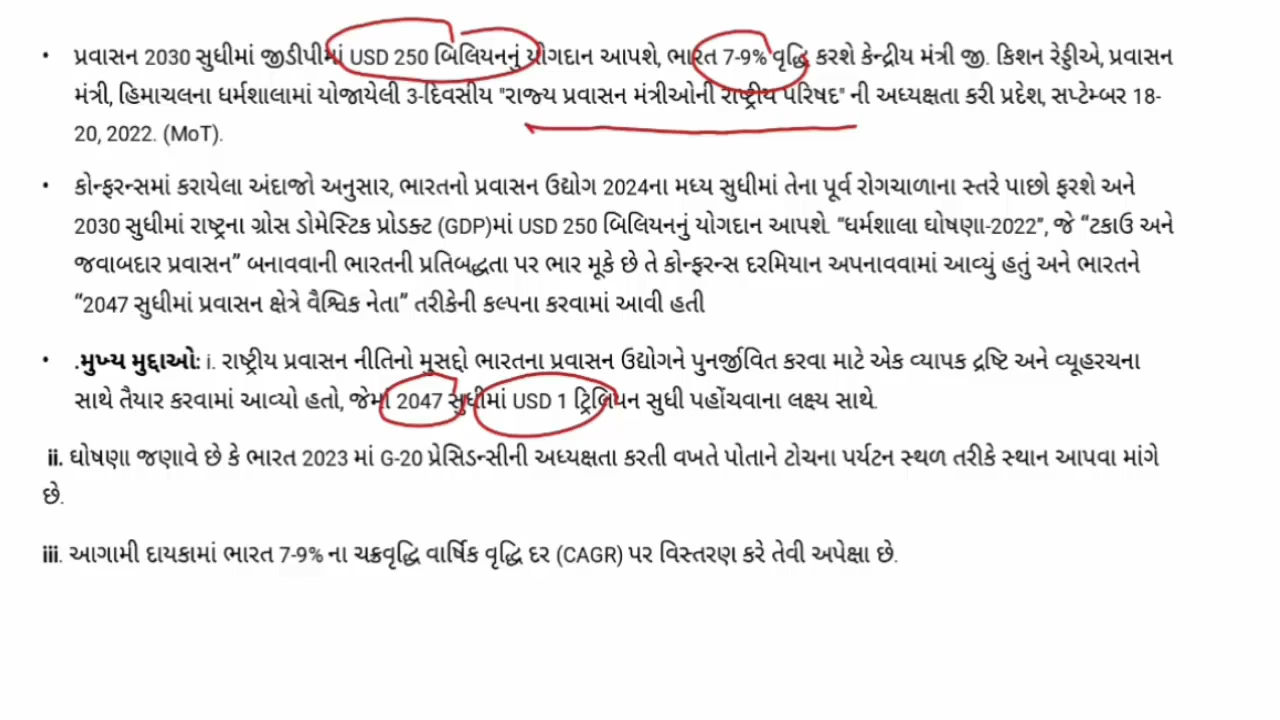 • પ્રવાસન 2030 સુધીમાં જીડીપીમાં USD 250 બિલિયનનું યોગદાન આપશે, ભારત 7-9% વૃદ્ધિ કરશે કેન્દ્રીય મંત્રી જી. કિશન રેડ્ડીએ, પ્રવાસન
મંત્રી, હિમાચલના ધર્મશાલામાં યોજાયેલી 3-દિવસીય "રાજ્ય પ્રવાસન મંત્રીઓની રાષ્ટ્રીય પરિષદ" ની અધ્યક્ષતા કરી પ્રદેશ, સપ્ટેમ્બર 18-
20, 2022. (MoT).
• કોન્ફરન્સમાં કરાયેલા અંદાજો અનુસાર, ભારતનો પ્રવાસન ઉદ્યોગ 2024ના મધ્ય સુધીમાં તેના પૂર્વ રોગચાળાના સ્તરે પાછો ફરશે અને
2030 સુધીમાં રાષ્ટ્રના ગ્રોસ ડોમેસ્ટિક પ્રોડક્ટ (GDP)માં USD 250 બિલિયનનું યોગદાન આપશે. “ધર્મશાલા ઘોષણા-2022”, જે “ટકાઉ અને
જવાબદાર પ્રવાસન” બનાવવાની ભારતની પ્રતિબદ્ધતા પર ભાર મૂકે છે તે કોન્ફરન્સ દરમિયાન અપનાવવામાં આવ્યું હતું અને ભારતને
“2047 સુધીમાં પ્રવાસન ક્ષેત્રે વૈશ્વિક નેતા” તરીકેની કલ્પના કરવામાં આવી હતી
• .મુખ્ય મુદ્દાઓ: i. રાષ્ટ્રીય પ્રવાસન નીતિનો મુસદ્દો ભારતના પ્રવાસન ઉદ્યોગને પુનર્જીવિત કરવા માટે એક વ્યાપક દ્રષ્ટિ અને વ્યૂહરચના
સાથે તૈયાર કરવામાં આવ્યો હતો, જેમાં 2047 સુધીમાં USD 1 ટ્રિલિયન સુધી પહોંચવાના લક્ષ્ય સાથે.
ii. ઘોષણા જણાવે છે કે ભારત 2023 માં G-20 પ્રેસિડન્સીની અધ્યક્ષતા કરતી વખતે પોતાને ટોચના પર્યટન સ્થળ તરીકે સ્થાન આપવા માંગે
છે.
iii. આગામી દાયકામાં ભારત 7-9% ના ચક્રવૃદ્ધિ વાર્ષિક વૃદ્ધિ દર (CAGR) પર વિસ્તરણ કરે તેવી અપેક્ષા છે.